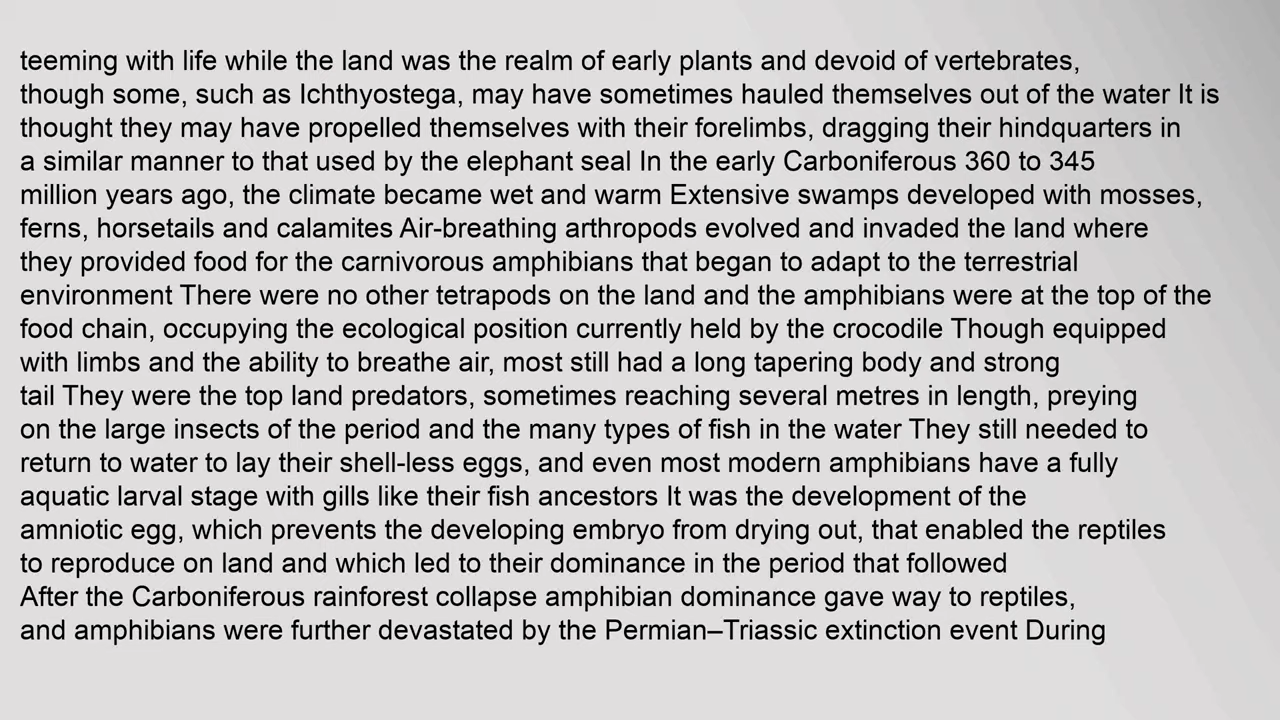 teeming with life while the land was the realm of early plants and devoid of vertebrates,
though some, such as Ichthyostega, may have sometimes hauled themselves out of the water It is
thought they may have propelled themselves with their forelimbs, dragging their hindquarters in
a similar manner to that used by the elephant seal In the early Carboniferous 360 to 345
million years ago, the climate became wet and warm Extensive swamps developed with mosses,
ferns, horsetails and calamites Air-breathing arthropods evolved and invaded the land where
they provided food for the carnivorous amphibians that began to adapt to the terrestrial
environment There were no other tetrapods on the land and the amphibians were at the top of the
food chain, occupying the ecological position currently held by the crocodile Though equipped
with limbs and the ability to breathe air, most still had a long tapering body and strong
tail They were the top land predators, sometimes reaching several metres in length, preying
on the large insects of the period and the many types of fish in the water They still needed to
return to water to lay their shell-less eggs, and even most modern amphibians have a fully
aquatic larval stage with gills like their fish ancestors It was the development of the
amniotic egg, which prevents the developing embryo from drying out, that enabled the reptiles
to reproduce on land and which led to their dominance in the period that followed
After the Carboniferous rainforest collapse amphibian dominance gave way to reptiles,
and amphibians were further devastated by the Permian–Triassic extinction event During